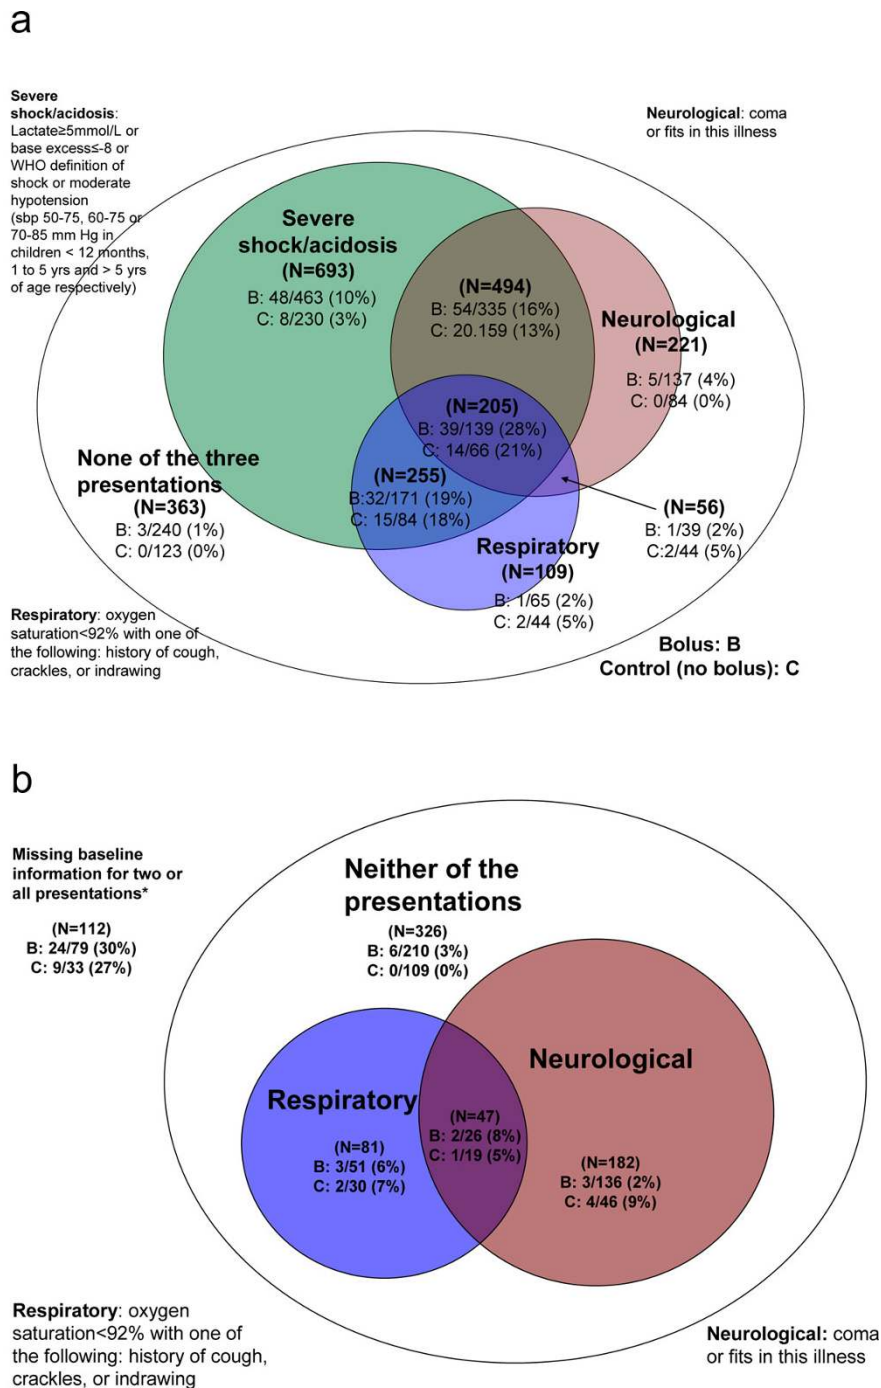 a
Severe
shock/acidosis:
Lactate≥5mmol/L or
base excess≤-8 or
WHO definition of
shock or moderate
hypotension
(sbp 50-75, 60-75 or
70-85 mm Hg in
children < 12 months,
1 to 5 yrs and > 5 yrs
of age respectively)
Neurological: coma
or fits in this illness
Severe
shock/acidosis
(N=693)
B: 48/463 (10%)
C: 8/230 (3%)
(N=494)
B: 54/335 (16%)
C: 20.159 (13%)
Neurological
(N=221)
B: 5/137 (4%)
C: 0/84 (0%)
(N=205)
B: 39/139 (28%)
C: 14/66 (21%)
None of the three
presentations
(N=363)
B: 3/240 (1%)
C: 0/123 (0%)
(N=255)
B:32/171 (19%)
C: 15/84 (18%)
(N=56)
B: 1/39 (2%)
C:2/44 (5%)
Respiratory
(N=109)
B: 1/65 (2%)
C: 2/44 (5%)
Respiratory: oxygen
saturation<92% with one of
the following: history of cough,
crackles, or indrawing
Bolus: B
Control (no bolus): C
b
Missing baseline
information for two or
all presentations*
(N=112)
B: 24/79 (30%)
C: 9/33 (27%)
Neither of the
presentations
(N=326)
B: 6/210 (3%)
C: 0/109 (0%)
Neurological
Respiratory
(N=47)
B: 2/26 (8%)
C: 1/19 (5%)
(N=81)
B: 3/51 (6%)
C: 2/30 (7%)
(N=182)
B: 3/136 (2%)
C: 4/46 (9%)
Respiratory: oxygen
saturation<92% with one of
the following: history of cough,
crackles, or indrawing
Neurological: coma
or fits in this illness